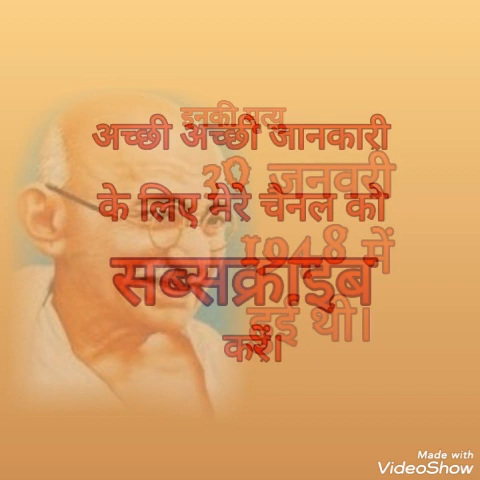 इनकी मृत्यु
अच्छी अच्छी जानकारी
30 जनवरी
के लिए मेरे चैनल को
1948 में
सब्सक्राइब
हुई थी।
करें।
Made with
VideoShow